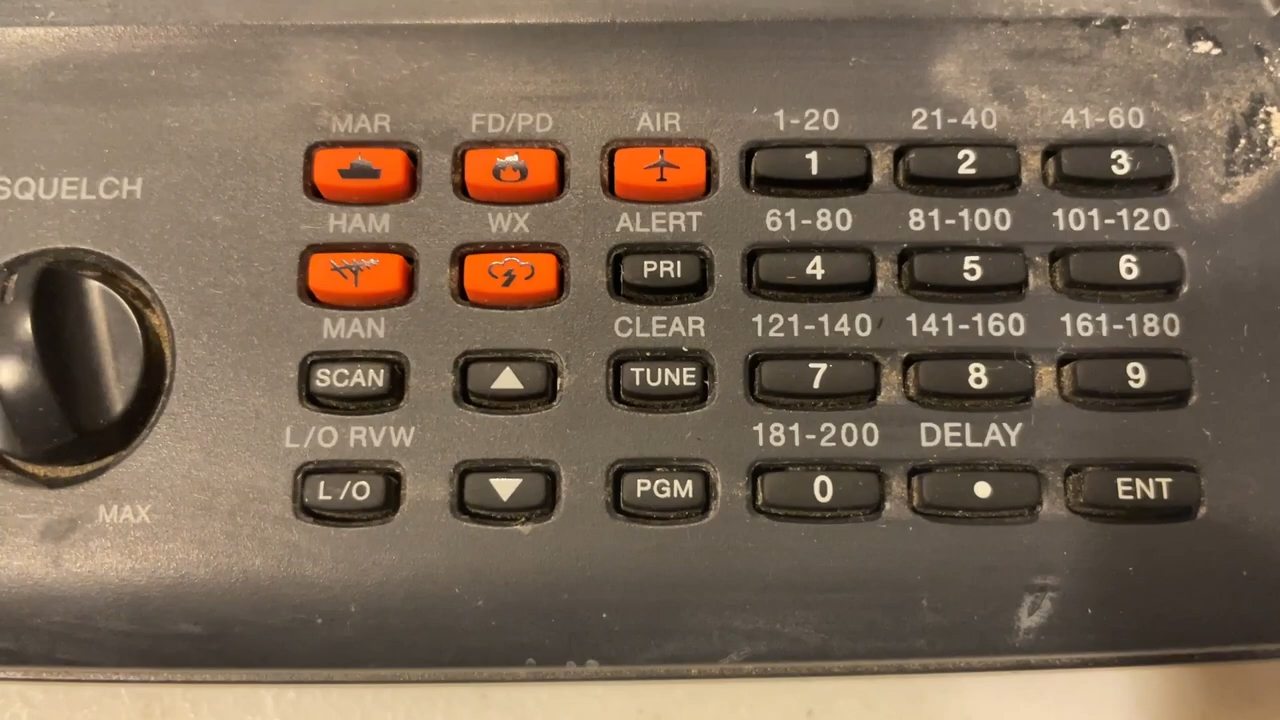 MAR FD/PD AIR 1-20 21-40 41-60
1 2 3
SQUELCH
HAM WX ALERT 61-80 81-100 101-120
PRI 4 5 6
MAN CLEAR 121-140 141-160 161-180
SCAN TUNE 7 8 9
L/O RVW 181-200 DELAY
L/O PGM 0 ENT
MAX